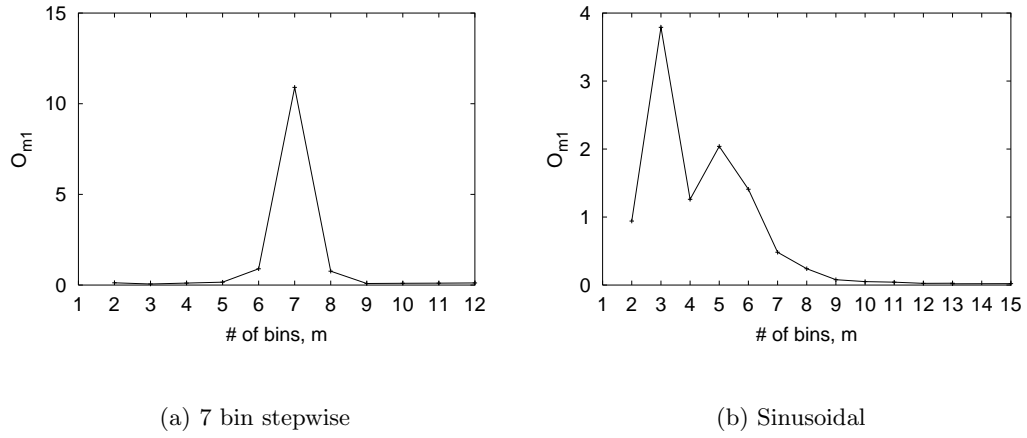 15
10
5
0
O_m1
1 2 3 4 5 6 7 8 9 10 11 12
# of bins, m
(a) 7 bin stepwise
4
3
2
1
0
O_m1
1 2 3 4 5 6 7 8 9 10 11 12 13 14 15
# of bins, m
(b) Sinusoidal